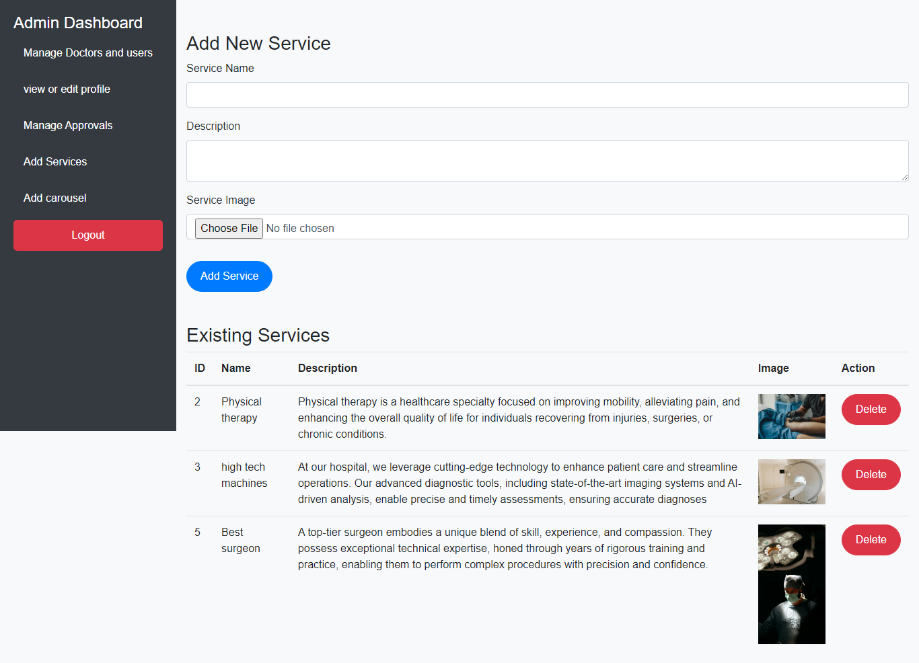 Admin Dashboard
Manage Doctors and users
view or edit profile
Manage Approvals
Add Services
Add carousel
Logout
Add New Service
Service Name
Description
Service Image
Choose File No file chosen
Add Service
Existing Services
ID Name Description Image Action
2 Physical therapy Physical therapy is a healthcare specialty focused on improving mobility, alleviating pain, and
enhancing the overall quality of life for individuals recovering from injuries, surgeries, or
chronic conditions.
Delete
3 high tech machines At our hospital, we leverage cutting-edge technology to enhance patient care and streamline
operations. Our advanced diagnostic tools, including state-of-the-art imaging systems and AI-
driven analysis, enable precise and timely assessments, ensuring accurate diagnoses
Delete
5 Best surgeon A top-tier surgeon embodies a unique blend of skill, experience, and compassion. They
possess exceptional technical expertise, honed through years of rigorous training and
practice, enabling them to perform complex procedures with precision and confidence.
Delete